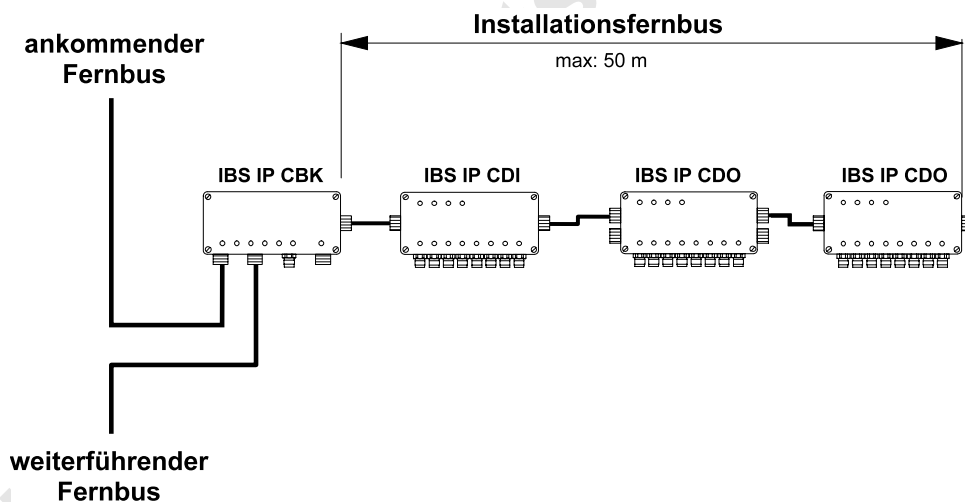 Installationsfernbus
max: 50 m
ankommender
Fernbus
IBS IP CBK
IBS IP CDI
IBS IP CDO
IBS IP CDO
weiterführender
Fernbus